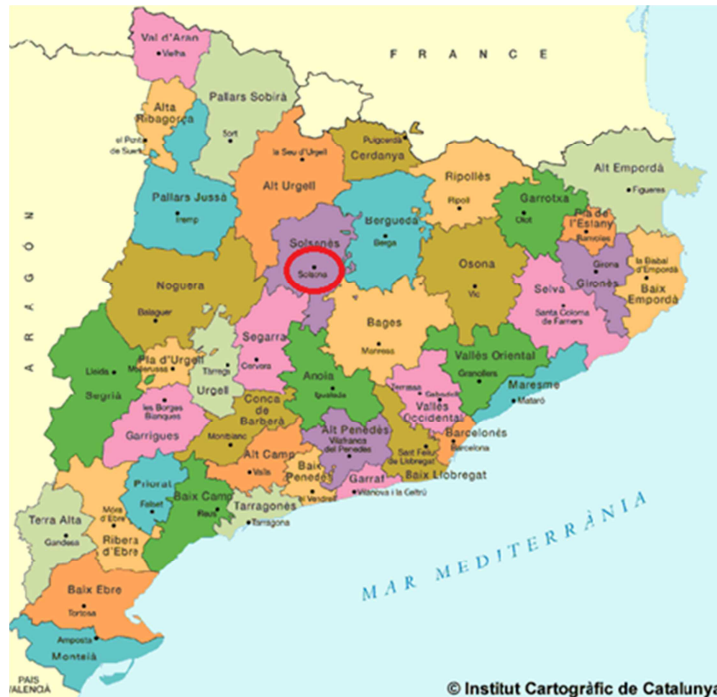 FRANCE
Val d'Aran
Vielha
Pallars Sobirà
Sort
Alta
Ribagorça
el Pont
de Suert
la Seu d'Urgell
Alt Urgell
Puigcerdà
Cerdanya
Ripollès
Ripoll
Garrotxa
Olot
Alt Empordà
Figueres
Pla de
l'Estany
Banyoles
Pallars Jussà
Tremp
Solsonès
Solsona
Berguedà
Berga
Osona
Vic
Girona
Gironès
la Bisbal
d'Empordà
Baix
Empordà
Selva
Santa Coloma
de Farners
ARRAGÓN
Noguera
Balaguer
Segarra
Cervera
Bages
Manresa
Vallès Oriental
Granollers
Maresme
Mataró
Lleida
Segrià
Pla d'Urgell
Mollerussa
Tàrrega
Urgell
Anoia
Igualada
Terrassa
Sabadell
Vallès
Occidental
les Borges
Blanques
Garrigues
Conca
de
Barberà
Montblanc
Alt Penedès
Vilafranca
del Penedès
Barcelonès
Barcelona
Sant Feliu
de Llobregat
Baix Llobregat
Alt Camp
Valls
Baix
Penedès
el Vendrell
Garraf
Vilanova i la Geltrú
Priorat
Falset
Baix Camp
Reus
Tarragonès
Tarragona
Terra Alta
Gandesa
Móra
d'Ebre
Ribera
d'Ebre
MAR MEDITERRÀNIA
Baix Ebre
Tortosa
Amposta
Montsià
PAIS
VALENCIÀ
© Institut Cartogràfic de Catalunya